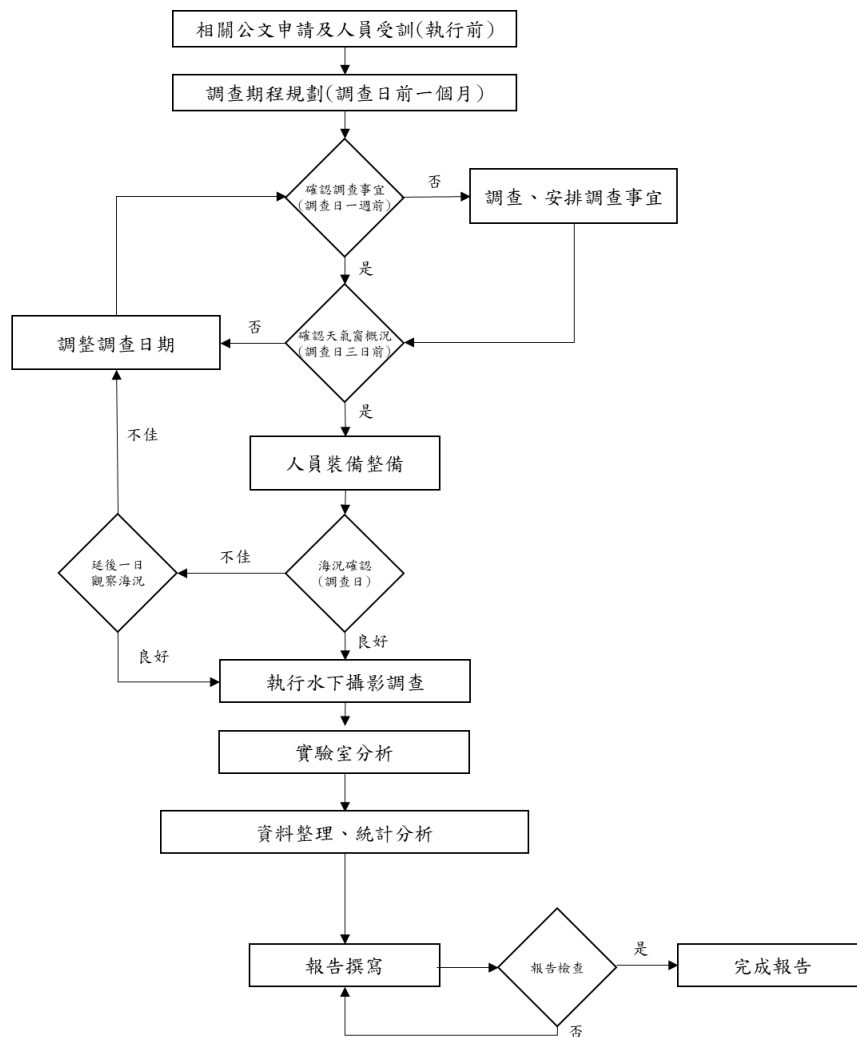 相關公文申請及人員受訓(執行前)
調查期程規劃(調查日前一個月)
確認調查事宜
(調查日一週前)
否
調查、安排調查事宜
是
調整調查日期
否
確認天氣窗概況
(調查日三日前)
是
不佳
人員裝備整備
延後一日
觀察海況
不佳
海況確認
(調查日)
良好
良好
執行水下攝影調查
實驗室分析
資料整理、統計分析
報告撰寫
報告檢查
是
完成報告
否